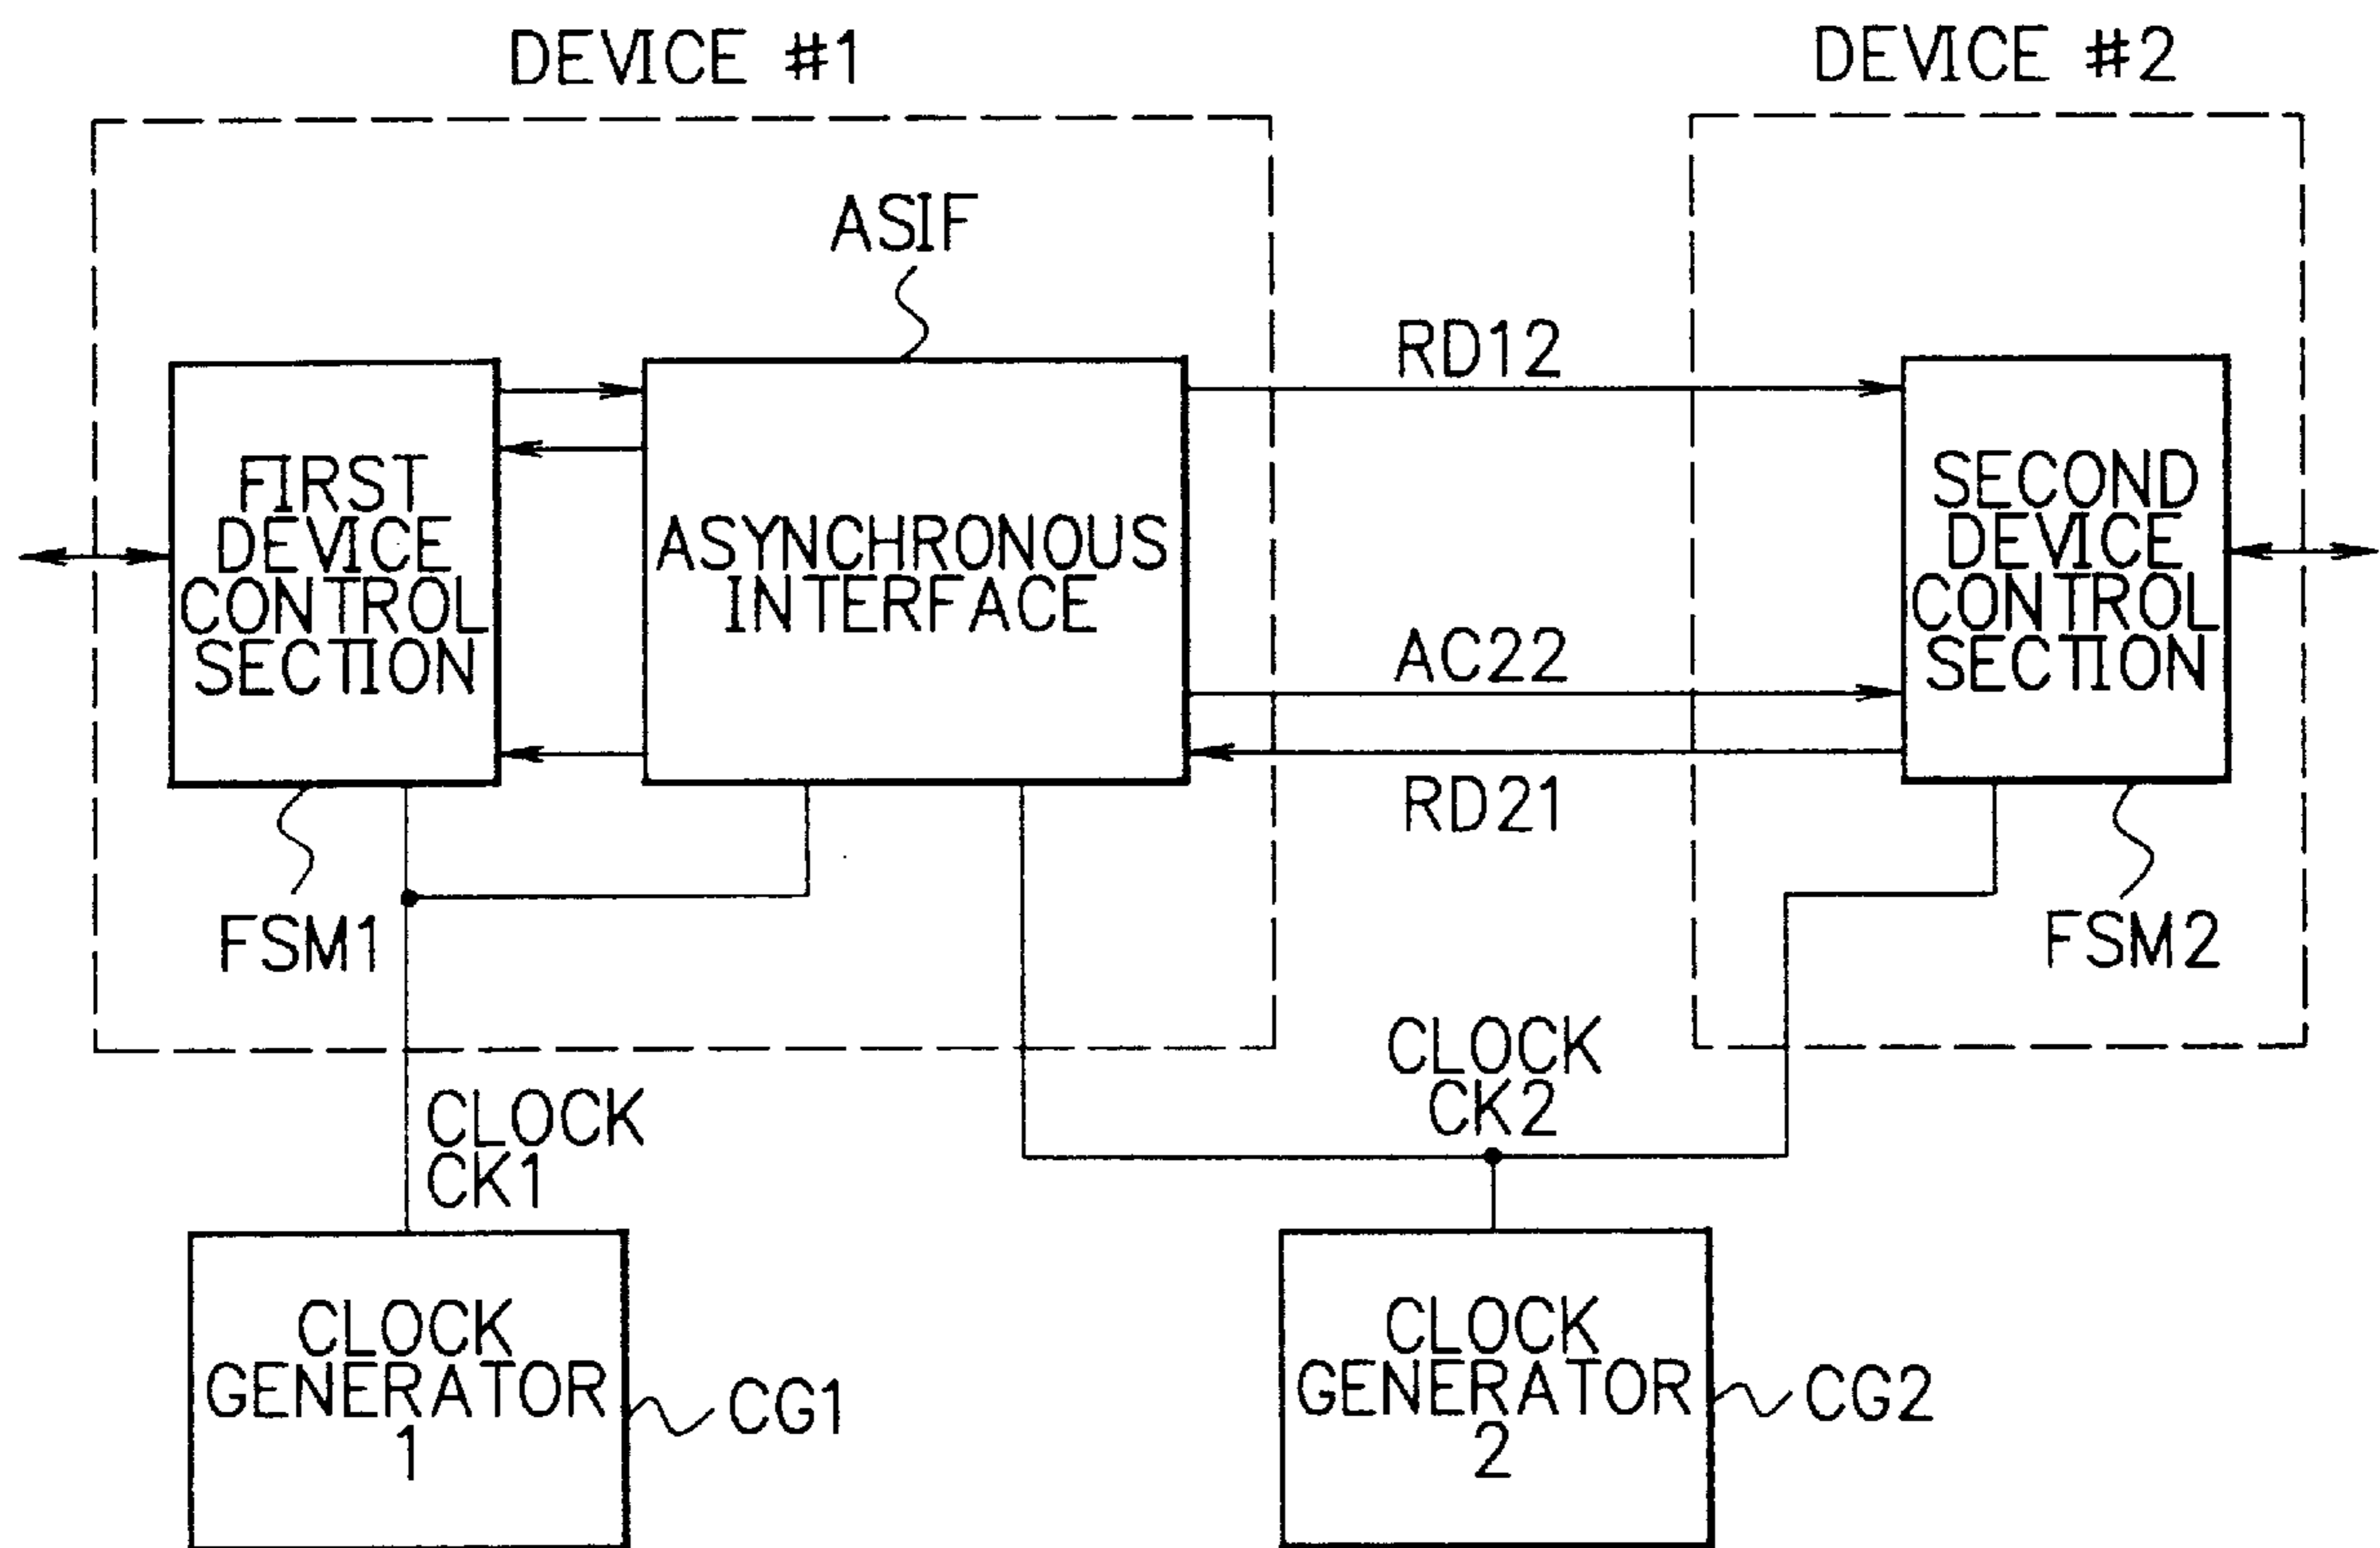 DEVICE #1
DEVICE #2
ASIF
RD12
FIRST
DEVICE
CONTROL
SECTION
ASYNCHRONOUS
INTERFACE
SECOND
DEVICE
CONTROL
SECTION
AC22
RD21
FSM1
FSM2
CLOCK
CK1
CLOCK
CK2
CLOCK
GENERATOR
1
CG1
CLOCK
GENERATOR
2
CG2